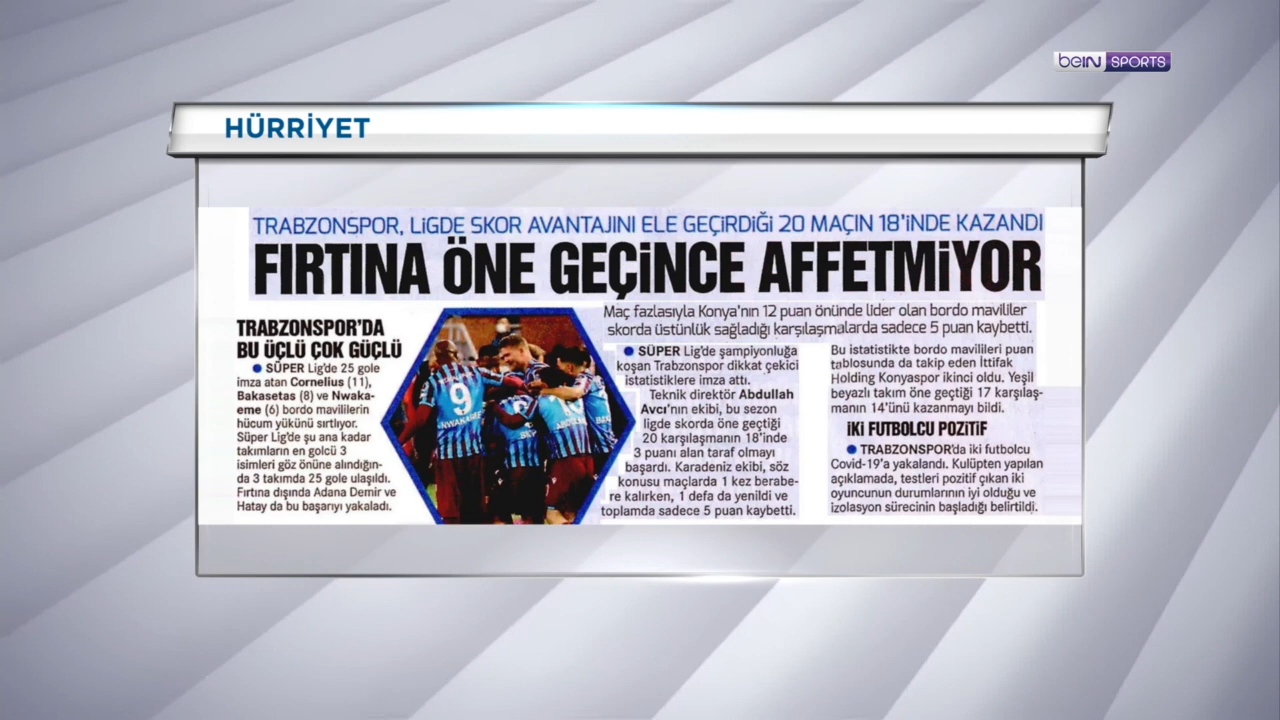 beIN SPORTS
HÜRRİYET
TRABZONSPOR, LİGDE SKOR AVANTAJINI ELE GEÇİRDİĞİ 20 MAÇIN 18'İNDE KAZANDI
FIRTINA ÖNE GEÇİNCE AFFETMİYOR
TRABZONSPOR'DA
BU ÜÇLÜ ÇOK GÜÇLÜ
● SÜPER Lig'de 25 gole
imza atan Cornelius (11),
Bakasetas (8) ve Nwaka-
eme (6) bordo mavililerin
hücum yükünü sırtlıyor.
Süper Lig'de şu ana kadar
takımların en golcü 3
isimleri göz önüne alındığın-
da 3 takımda 25 gole ulaşıldı.
Fırtına dışında Adana Demir ve
Hatay da bu başarıyı yakaladı.
9
NWAKAEME
Maç fazlasıyla Konya'nın 12 puan önünde lider olan bordo mavililer
skorda üstünlük sağladığı karşılaşmalarda sadece 5 puan kaybetti.
● SÜPER Lig'de şampiyonluğa
koşan Trabzonspor dikkat çekici
istatistiklere imza attı.
Teknik direktör Abdullah
Avcı'nın ekibi, bu sezon
ligde skorda öne geçtiği
20 karşılaşmanın 18'inde
3 puanı alan taraf olmayı
başardı. Karadeniz ekibi, söz
konusu maçlarda 1 kez berabe-
re kalırken, 1 defa da yenildi ve
toplamda sadece 5 puan kaybetti.
Bu istatistikte bordo mavilileri puan
tablosunda da takip eden İttifak
Holding Konyaspor ikinci oldu. Yeşil
beyazlı takım öne geçtiği 17 karşılaş-
manın 14'ünü kazanmayı bildi.
İKİ FUTBOLCU POZİTİF
● TRABZONSPOR'da iki futbolcu
Covid-19'a yakalandı. Kulüpten yapılan
açıklamada, testleri pozitif çıkan iki
oyuncunun durumlarının iyi olduğu ve
izolasyon sürecinin başladığı belirtildi.